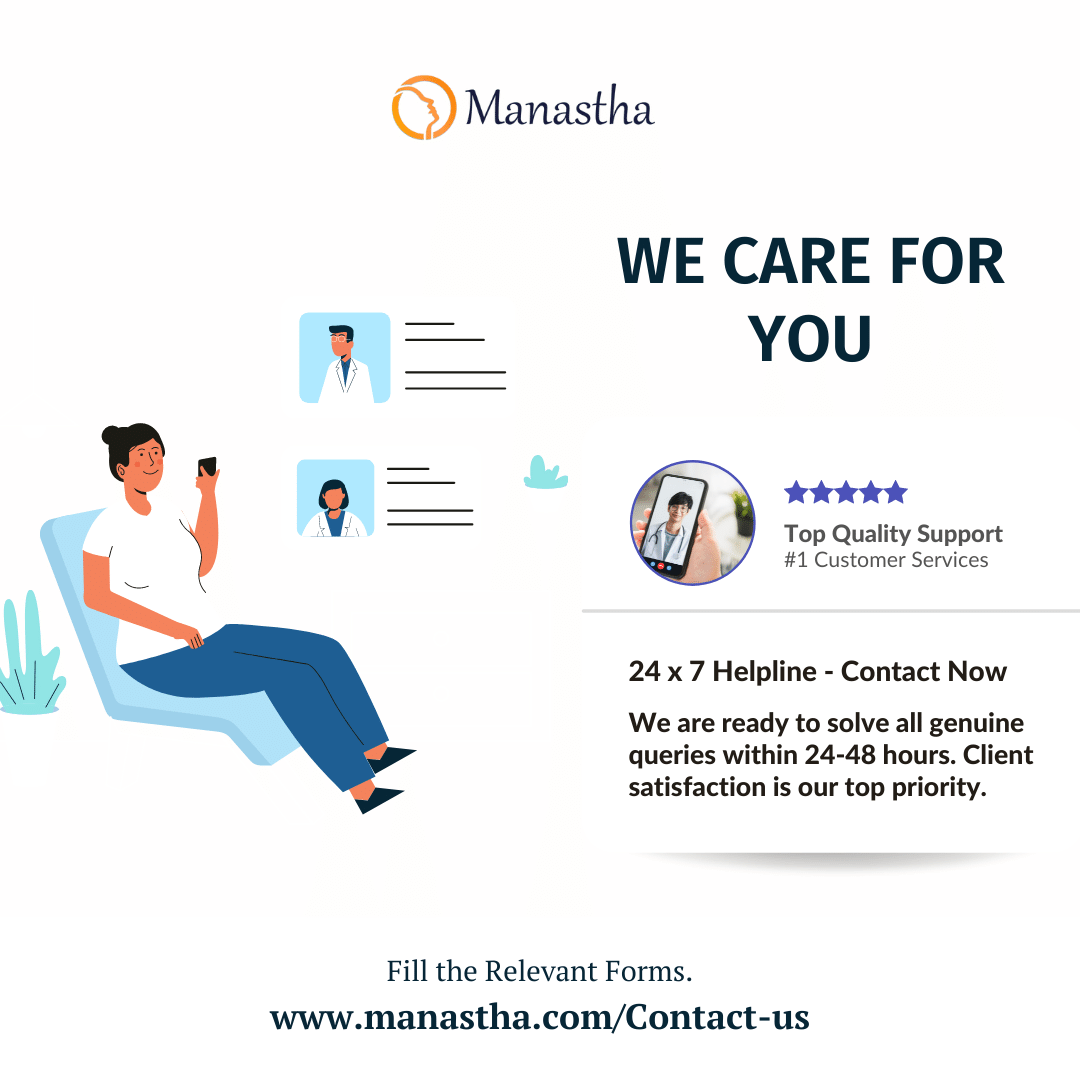 Manastha
WE CARE FOR
YOU
Top Quality Support
#1 Customer Services
24 x 7 Helpline - Contact Now
We are ready to solve all genuine
queries within 24-48 hours. Client
satisfaction is our top priority.
Fill the Relevant Forms.
www.manastha.com/Contact-us